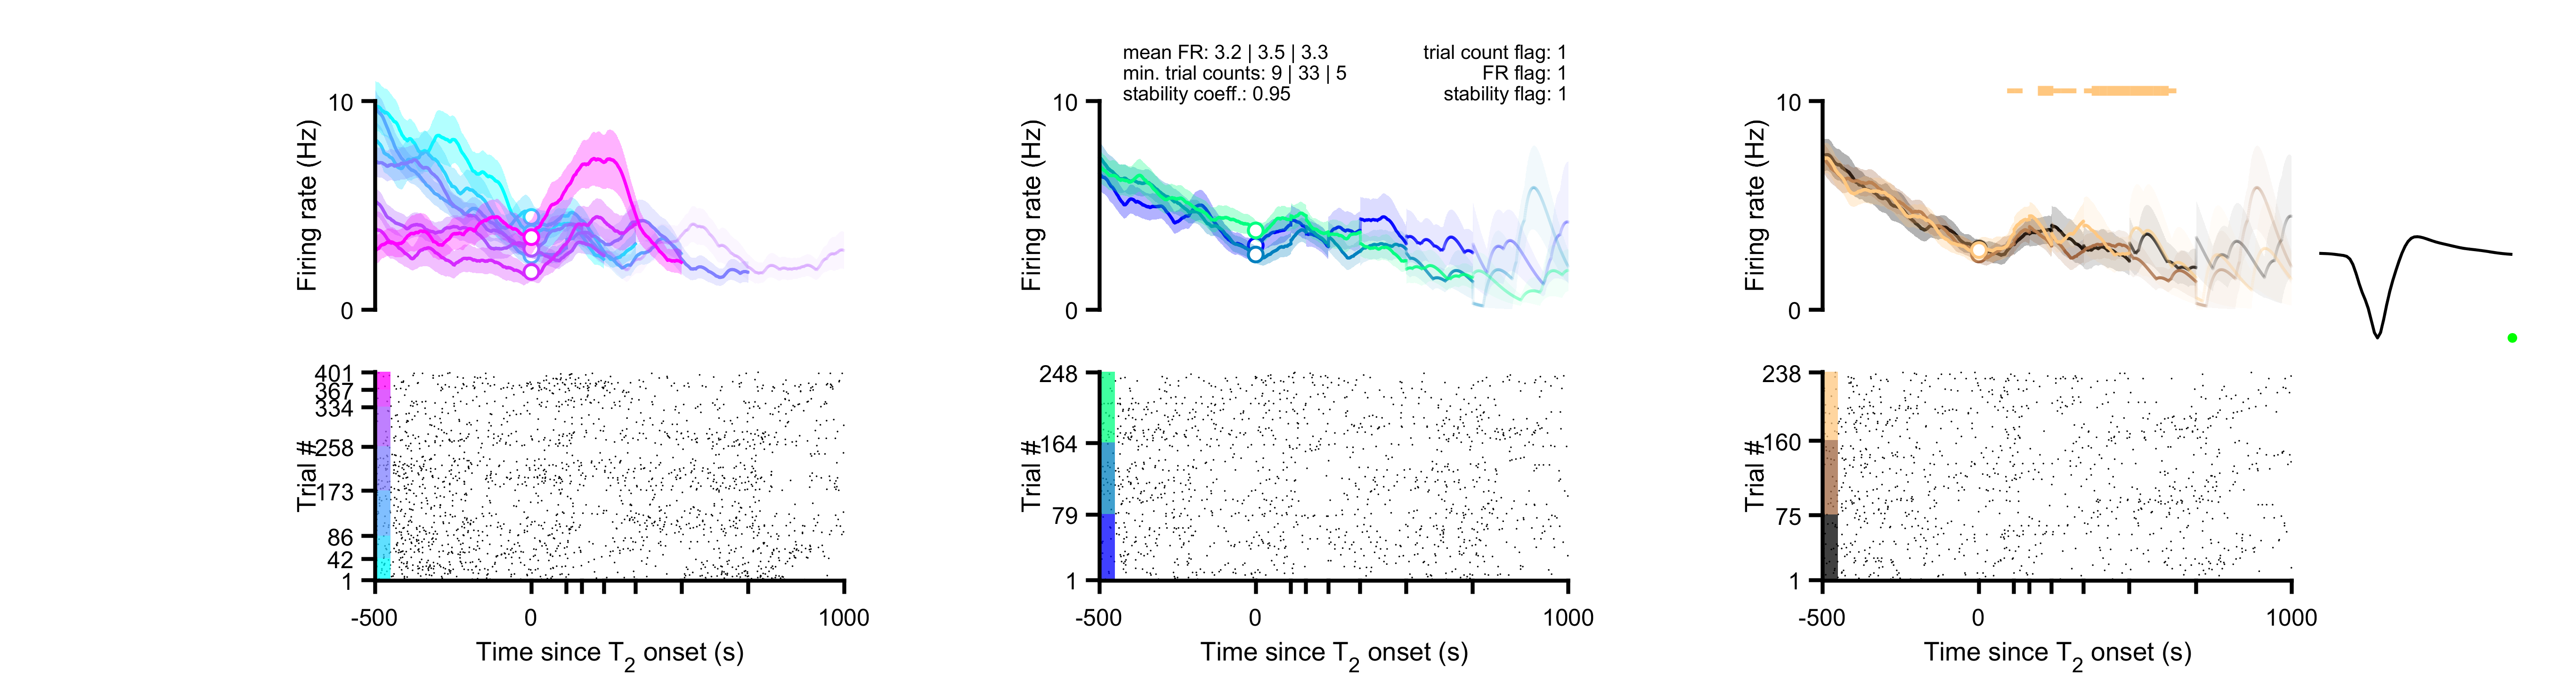 mean FR: 3.2 | 3.5 | 3.3
min. trial counts: 9 | 33 | 5
stability coeff.: 0.95
trial count flag: 1
FR flag: 1
stability flag: 1
Firing rate (Hz)
10
0
Firing rate (Hz)
10
0
Firing rate (Hz)
10
0
Trial #
401
367
334
258
173
86
42
1
-500
0
1000
Time since T2 onset (s)
Trial #
248
164
79
1
-500
0
1000
Time since T2 onset (s)
Trial #
238
160
75
1
-500
0
1000
Time since T2 onset (s)